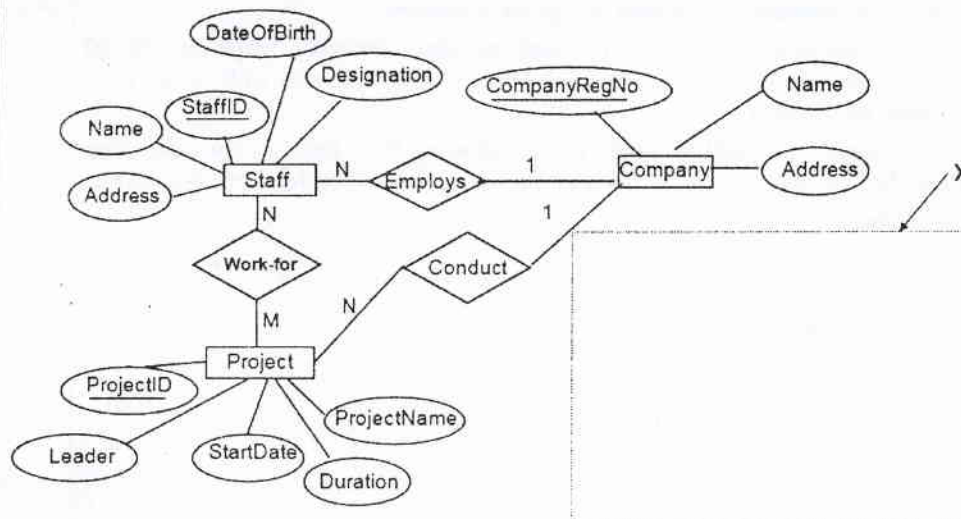 DateOfBirth
Designation
StaffID
Name
Address
Staff
N
Employs
1
CompanyRegNo
Name
Company
Address
X
N
Work-for
M
1
Conduct
N
Project
ProjectID
Leader
StartDate
Duration
ProjectName